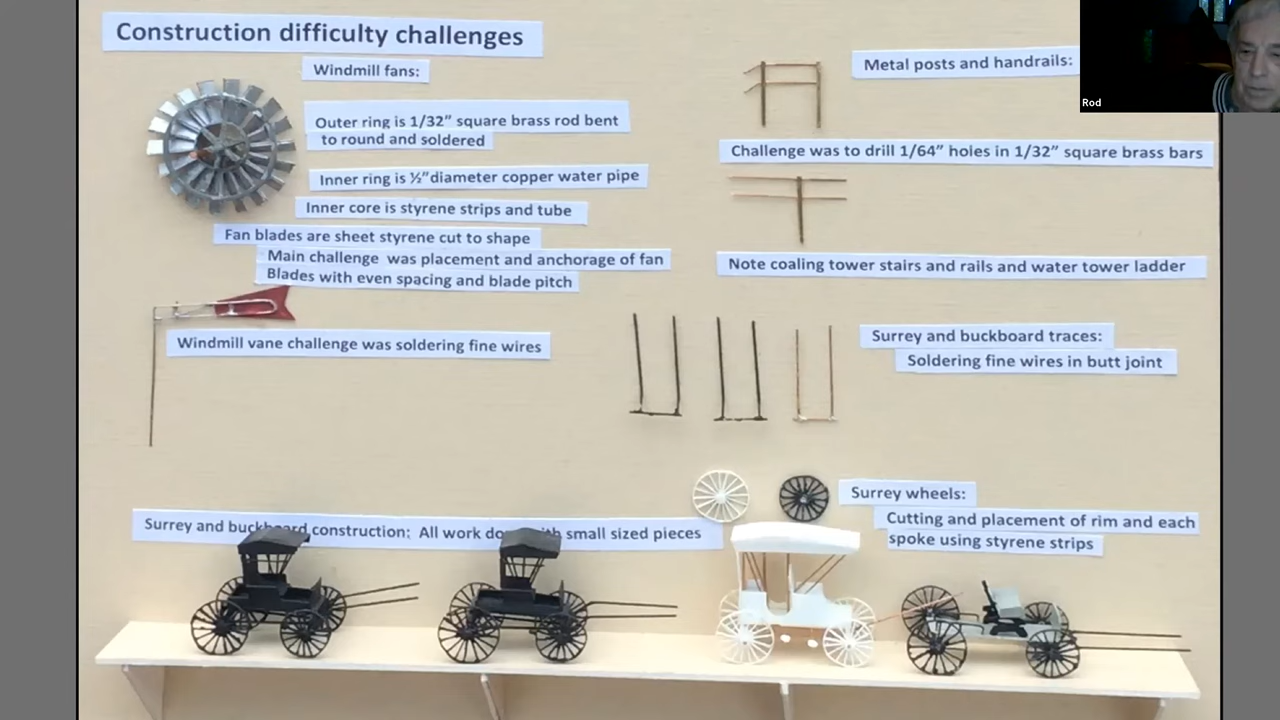 Construction difficulty challenges
Windmill fans:
Outer ring is 1/32” square brass rod bent
to round and soldered
Inner ring is ½”diameter copper water pipe
Inner core is styrene strips and tube
Fan blades are sheet styrene cut to shape
Main challenge was placement and anchorage of fan
Blades with even spacing and blade pitch
Windmill vane challenge was soldering fine wires
Metal posts and handrails:
Rod
Challenge was to drill 1/64” holes in 1/32” square brass bars
Note coaling tower stairs and rails and water tower ladder
Surrey and buckboard traces:
Soldering fine wires in butt joint
Surrey wheels:
Cutting and placement of rim and each
spoke using styrene strips
Surrey and buckboard construction: All work do with small sized pieces